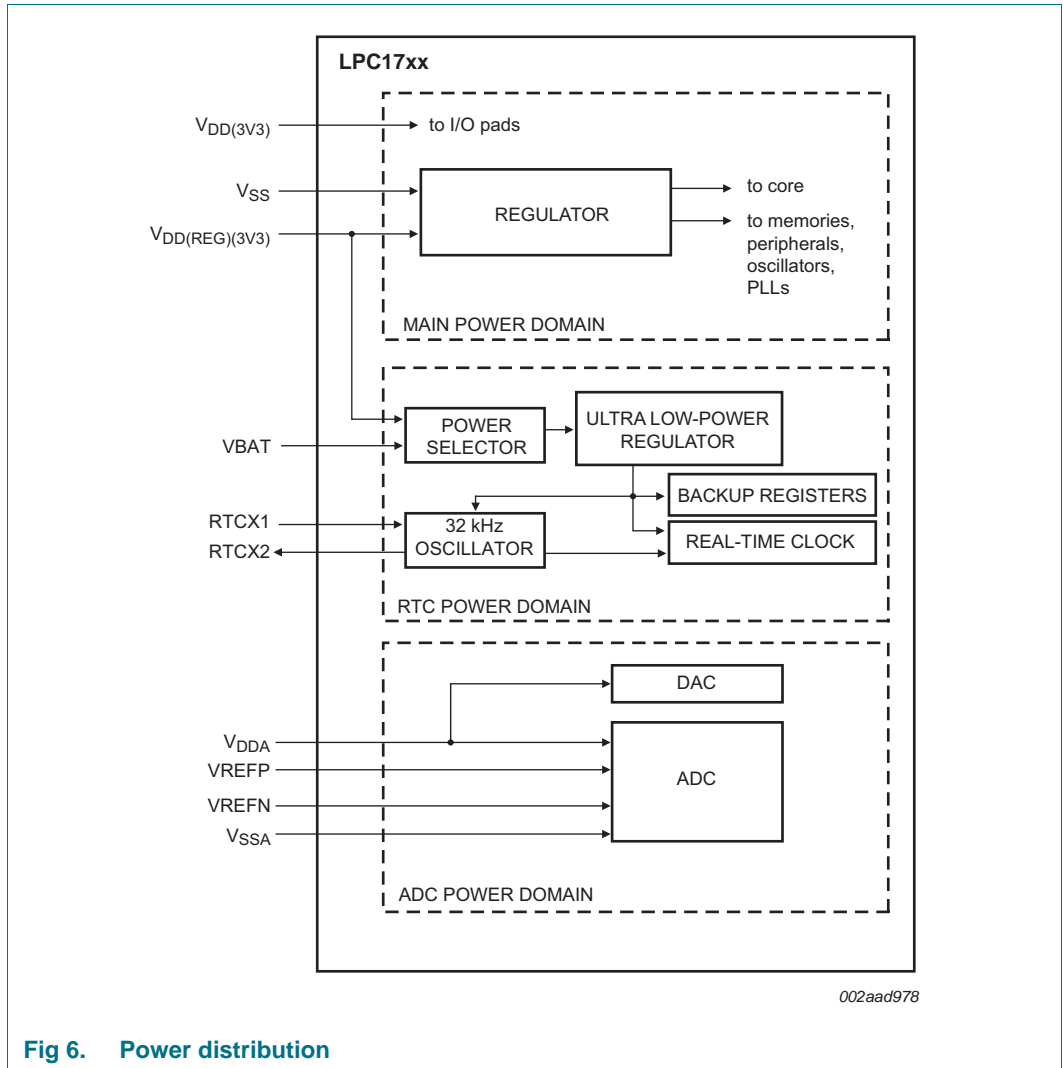 LPC17xx
VDD(3V3)
to I/O pads
VSS
REGULATOR
to core
VDD(REG)(3V3)
to memories,
peripherals,
oscillators,
PLLs
MAIN POWER DOMAIN
POWER
SELECTOR
ULTRA LOW-POWER
REGULATOR
VBAT
BACKUP REGISTERS
RTCX1
32 kHz
OSCILLATOR
REAL-TIME CLOCK
RTCX2
RTC POWER DOMAIN
DAC
VDDA
VREFP
ADC
VREFN
VSSA
ADC POWER DOMAIN
002aad978
Fig 6. Power distribution